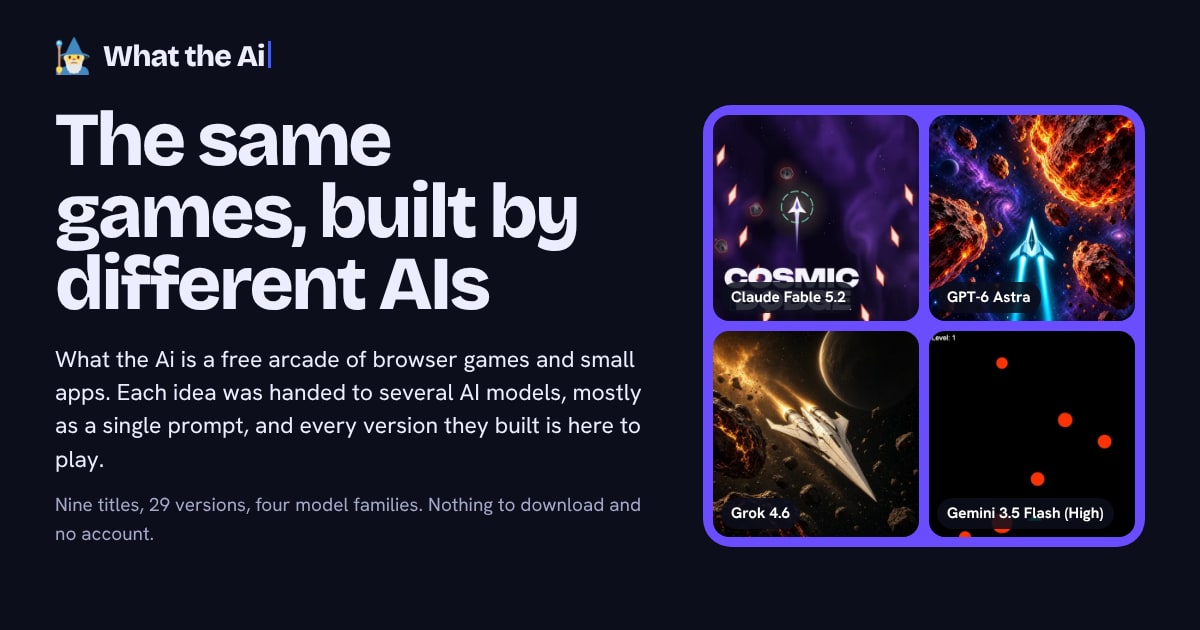 What the Ai
The same
games, built by
different AIs
What the Ai is a free arcade of browser games and small
apps. Each idea was handed to several AI models, mostly
as a single prompt, and every version they built is here to
play.
Nine titles, 29 versions, four model families. Nothing to download and
no account.
COSMIC
DODGE
Claude Fable 5.2
GPT-6 Astra
Grok 4.6
Level: 1
Gemini 3.5 Flash (High)